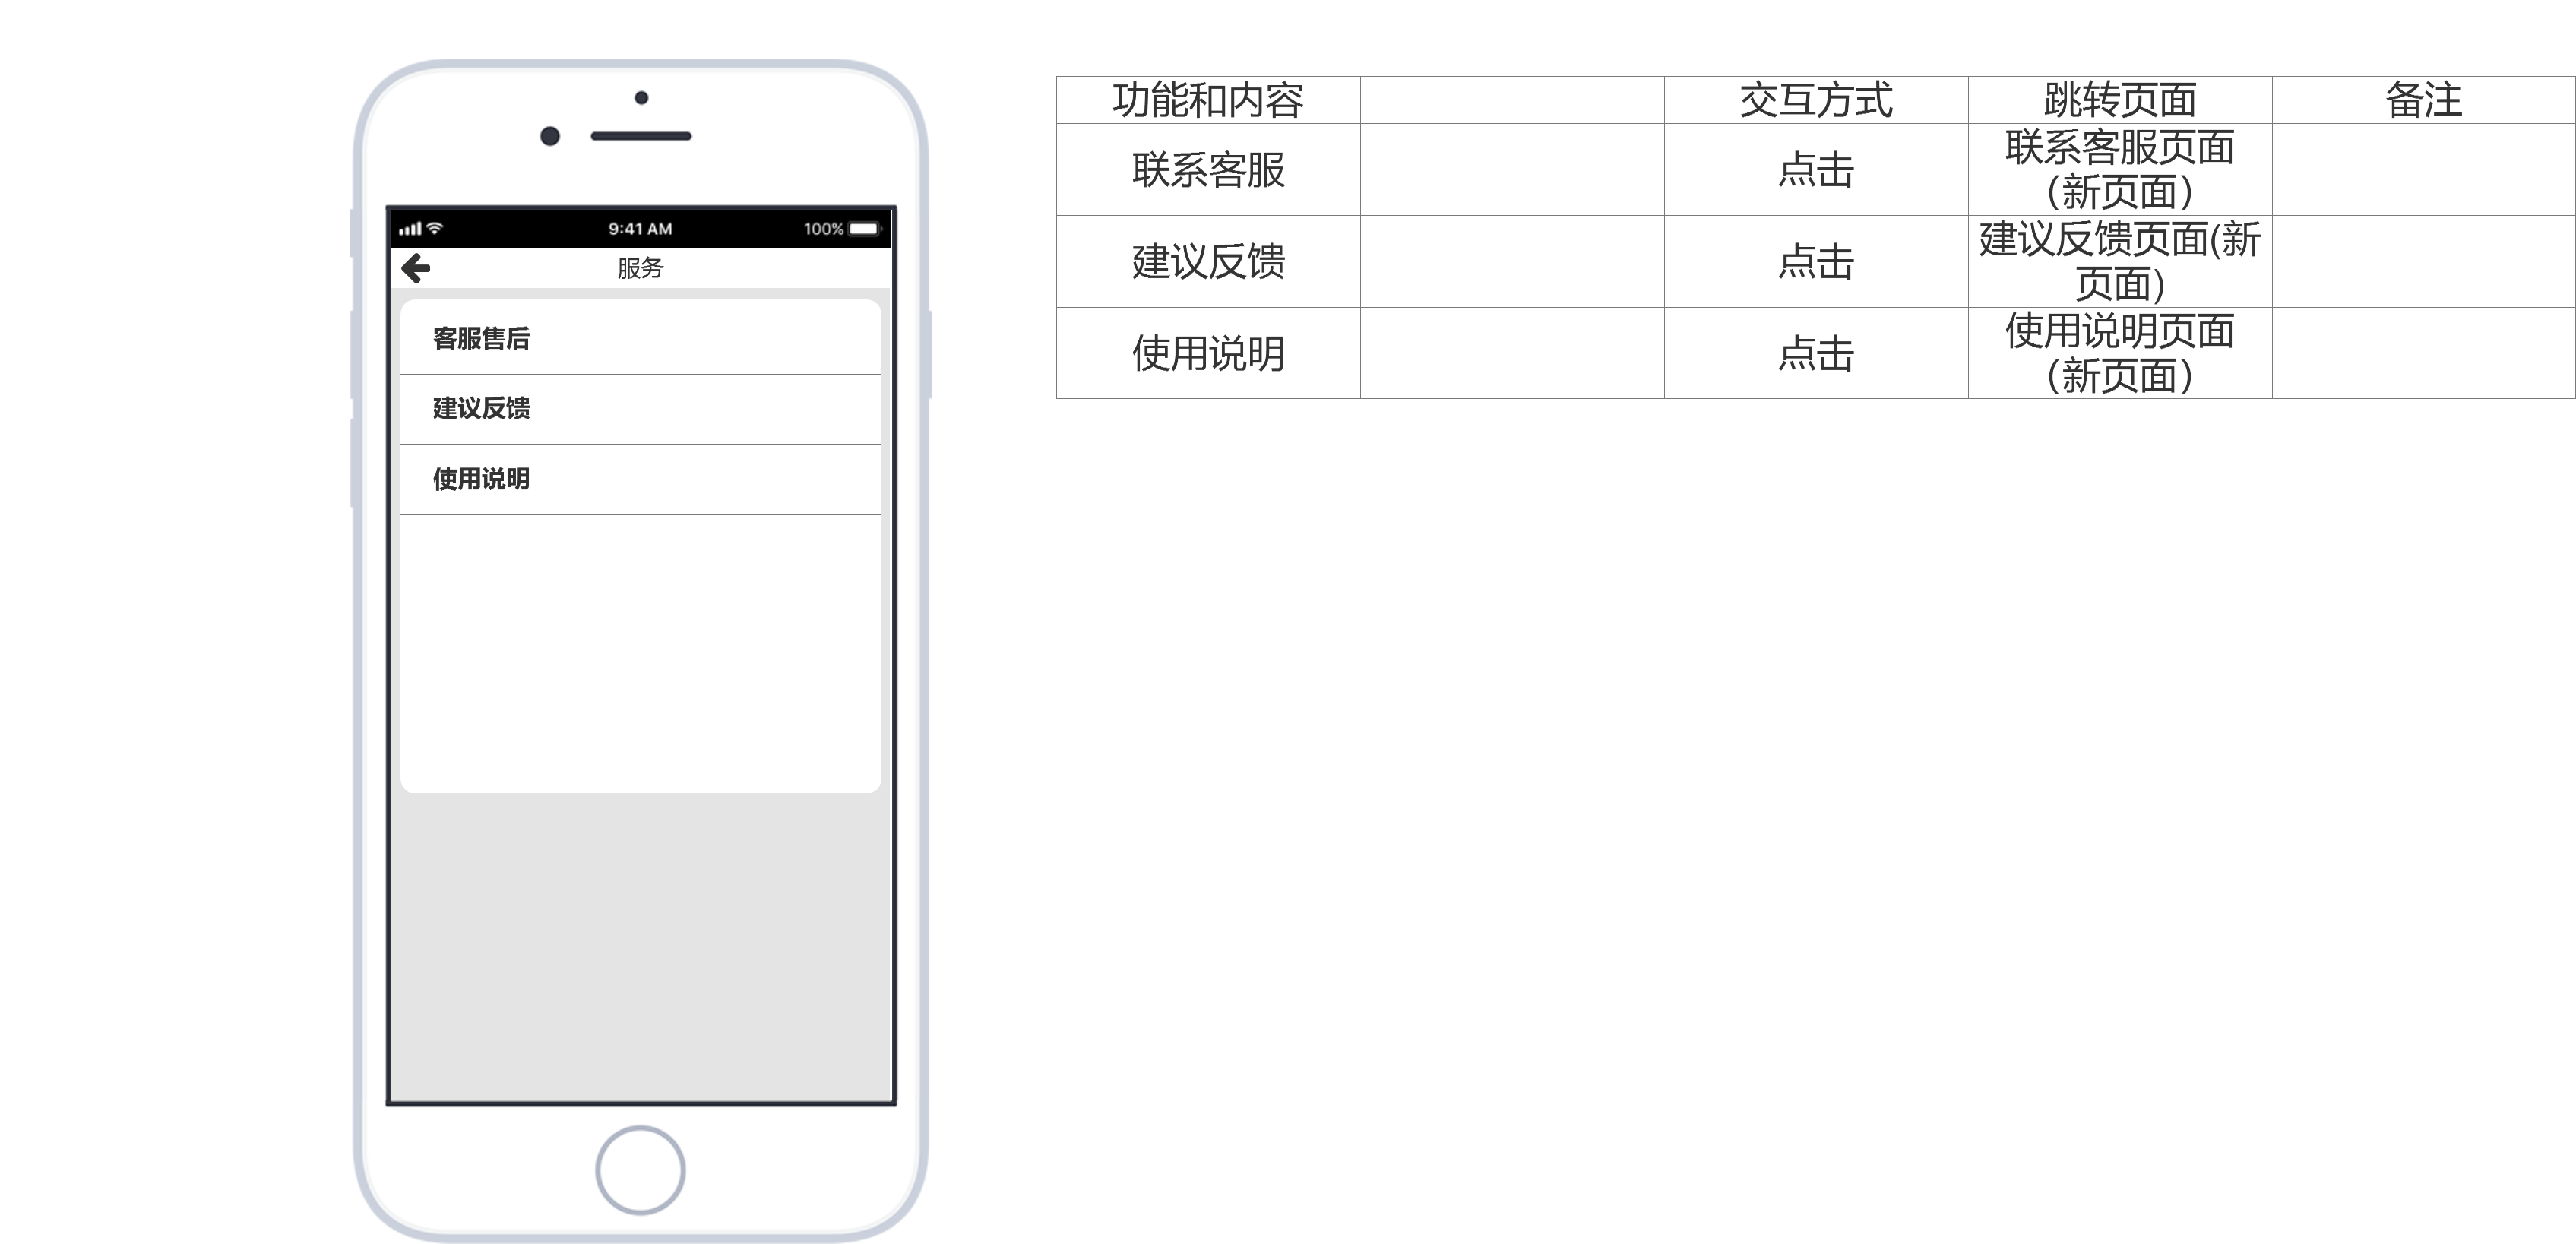 9:41 AM
100%
服务
客服售后
建议反馈
使用说明
功能和内容 交互方式 跳转页面 备注
联系客服 点击 联系客服页面
（新页面）
建议反馈 点击 建议反馈页面(新
页面)
使用说明 点击 使用说明页面
（新页面）